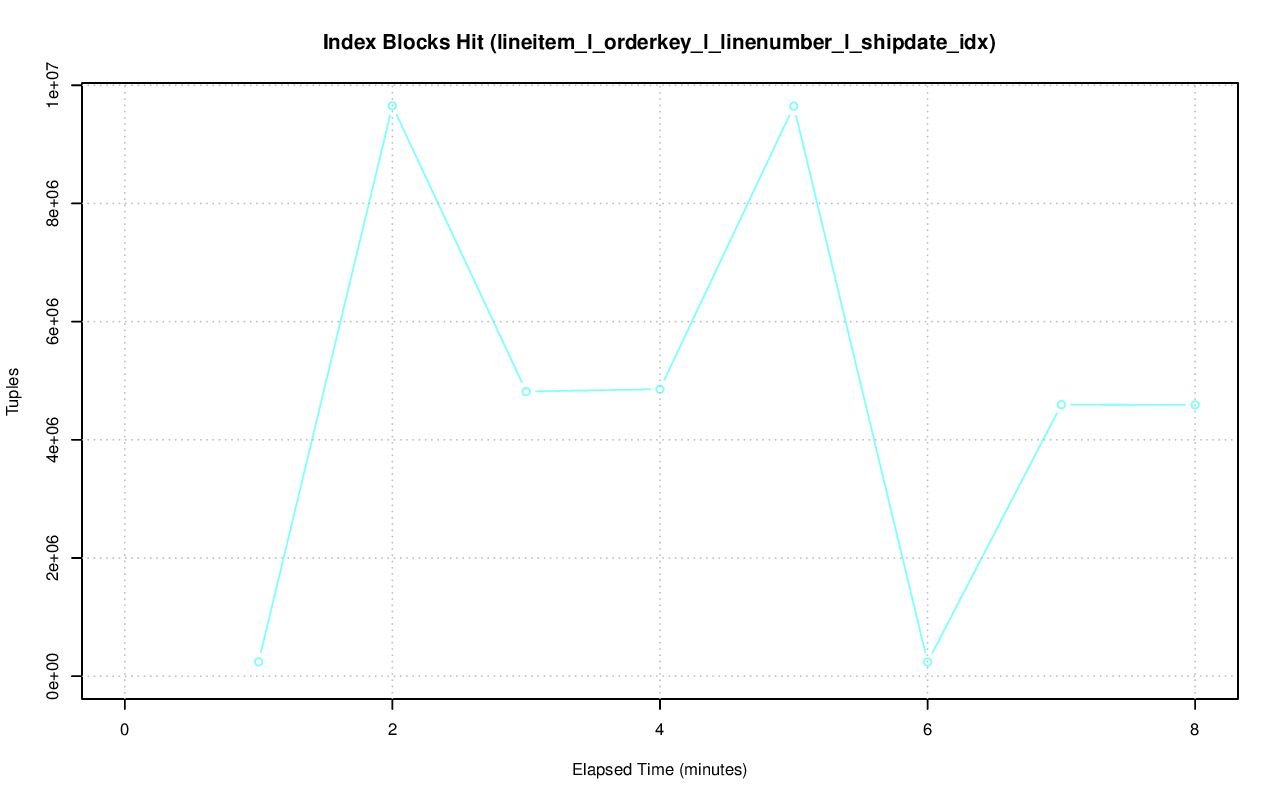 Index Blocks Hit (lineitem_l_orderkey_l_linenumber_l_shipdate_idx)
1e+07
8e+06
6e+06
4e+06
2e+06
0e+00
Tuples
0 2 4 6 8
Elapsed Time (minutes)